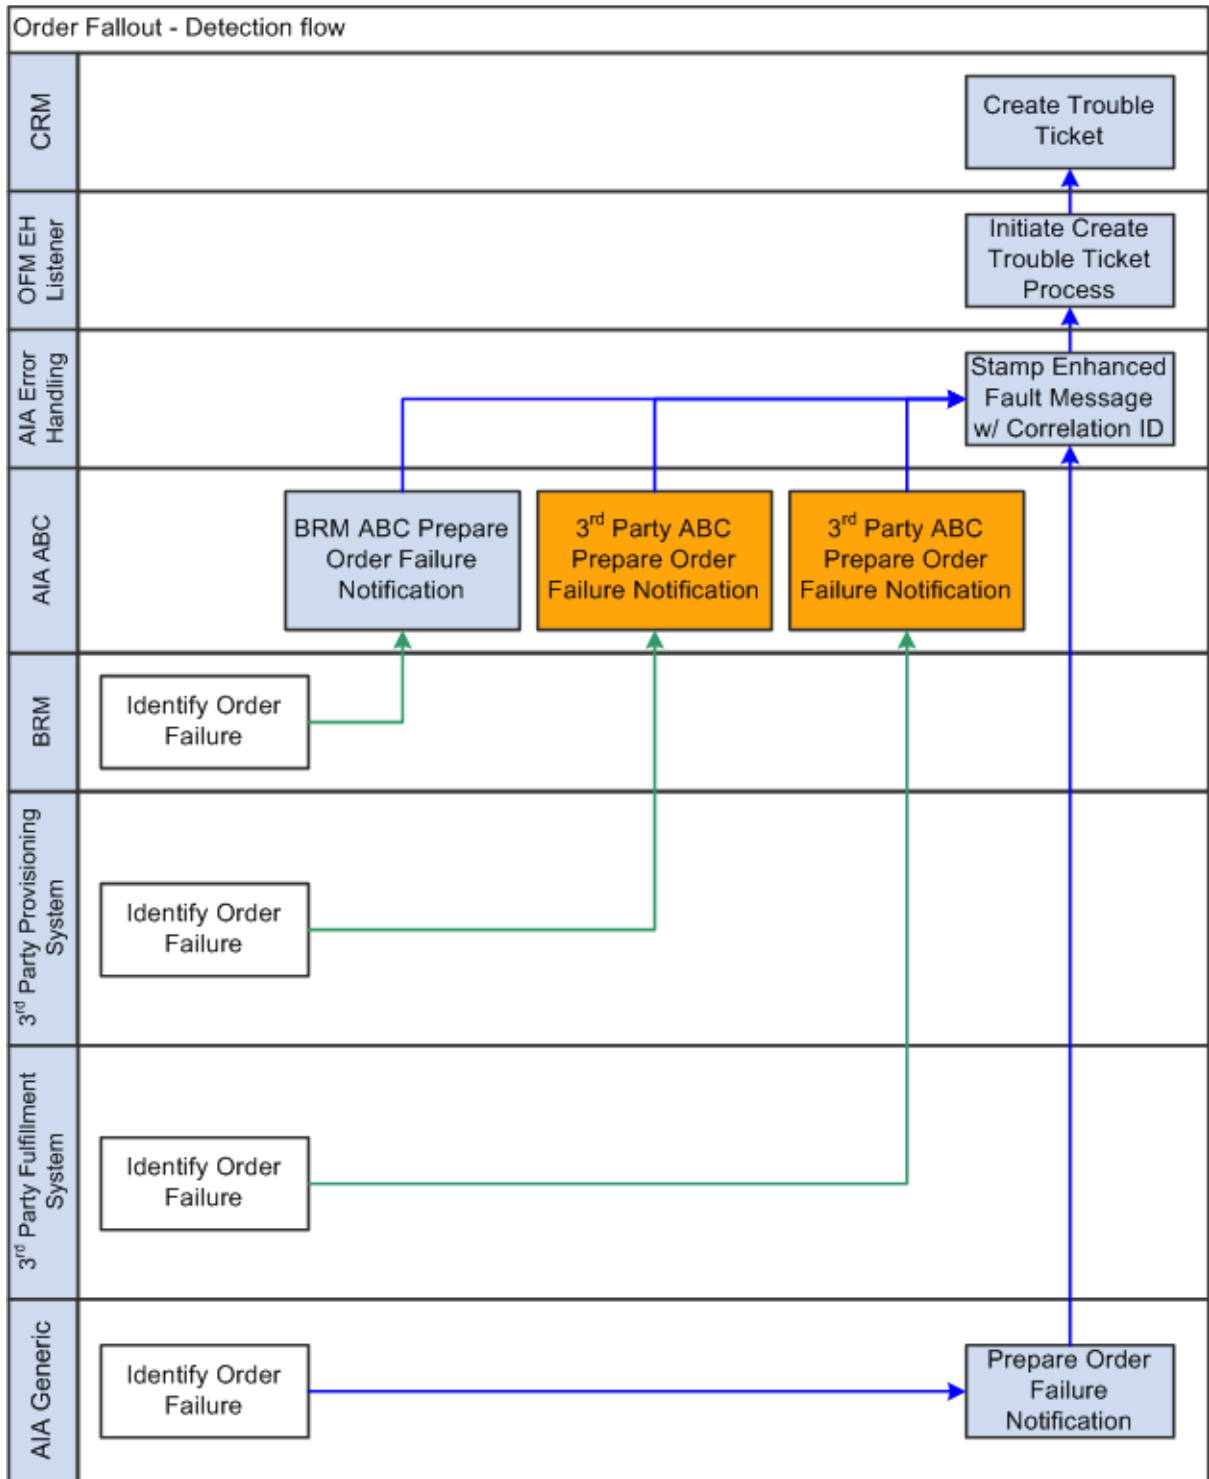 Order Fallout - Detection flow
CRM
Create Trouble
Ticket
OFM EH
Listener
Initiate Create
Trouble Ticket
Process
AIA Error
Handling
Stamp Enhanced
Fault Message
w/ Correlation ID
AIA ABC
BRM ABC Prepare
Order Failure
Notification
3rd Party ABC
Prepare Order
Failure Notification
3rd Party ABC
Prepare Order
Failure Notification
BRM
Identify Order
Failure
3rd Party Provisioning
System
Identify Order
Failure
3rd Party Fulfillment
System
Identify Order
Failure
AIA Generic
Identify Order
Failure
Prepare Order
Failure
Notification